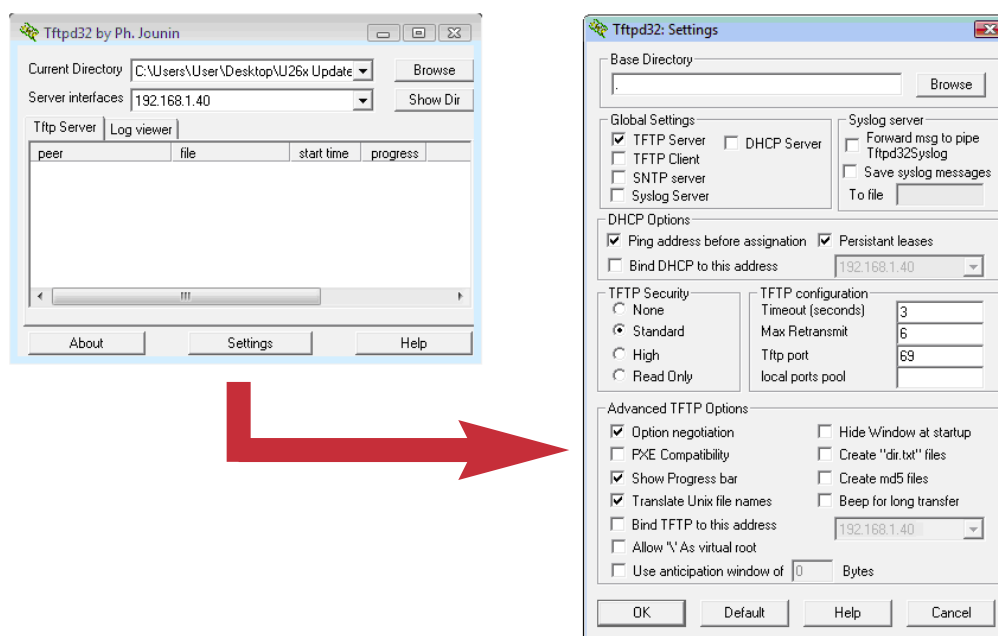 Tftpd32 by Ph. Jounin
Current Directory C:\Users\User\Desktop\U26x Update Browse
Server interfaces 192.168.1.40 Show Dir
Tftp Server Log viewer
peer file start time progress
About Settings Help
Tftpd32: Settings
Base Directory
. Browse
Global Settings
TFTP Server DHCP Server
TFTP Client
SNTP server
Syslog Server
Syslog server
Forward msg to pipe
Tftpd32Syslog
Save syslog messages
To file
DHCP Options
Ping address before assignation Persistant leases
Bind DHCP to this address 192.168.1.40
TFTP Security
None
Standard
High
Read Only
TFTP configuration
Timeout (seconds) 3
Max Retransmit 6
Tftp port 69
local ports pool
Advanced TFTP Options
Option negotiation Hide Window at startup
PXE Compatibility Create "dir.txt" files
Show Progress bar Create md5 files
Translate Unix file names Beep for long transfer
Bind TFTP to this address 192.168.1.40
Allow '\' As virtual root
Use anticipation window of 0 Bytes
OK Default Help Cancel